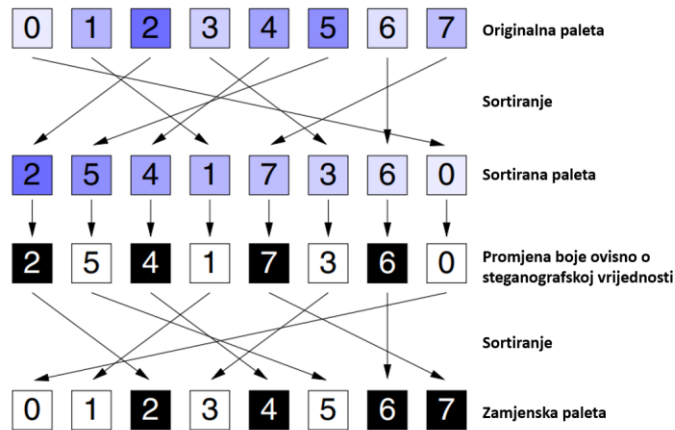 0 1 2 3 4 5 6 7 Originalna paleta
Sortiranje
2 5 4 1 7 3 6 0 Sortirana paleta
2 5 4 1 7 3 6 0 Promjena boje ovisno o
steganografskoj vrijednosti
Sortiranje
0 1 2 3 4 5 6 7 Zamjenska paleta